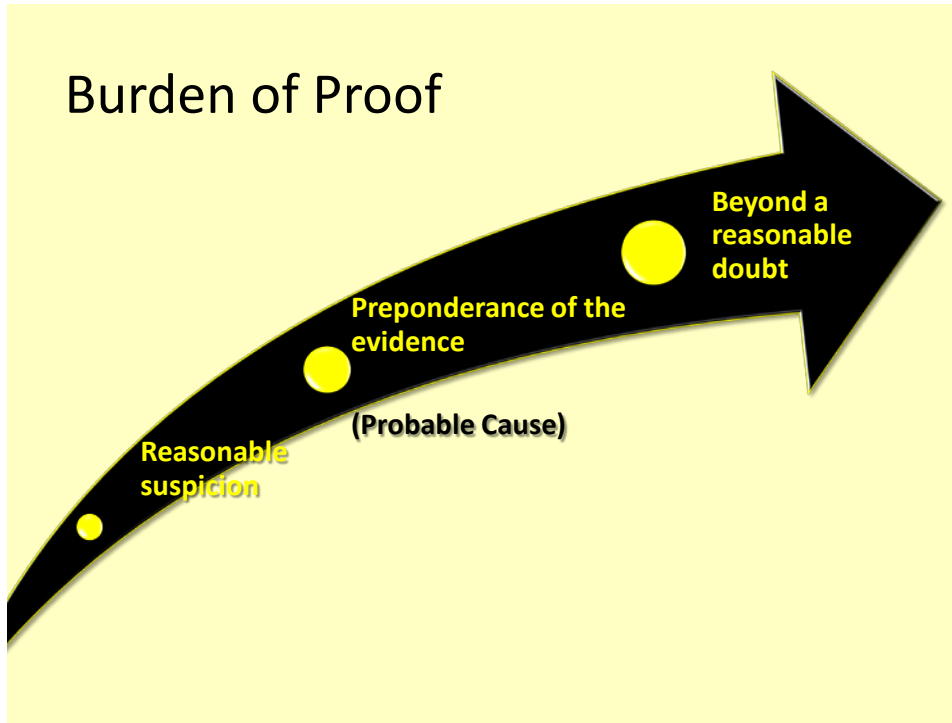 Burden of Proof
Beyond a
reasonable
doubt
Preponderance of the
evidence
(Probable Cause)
Reasonable
suspicion